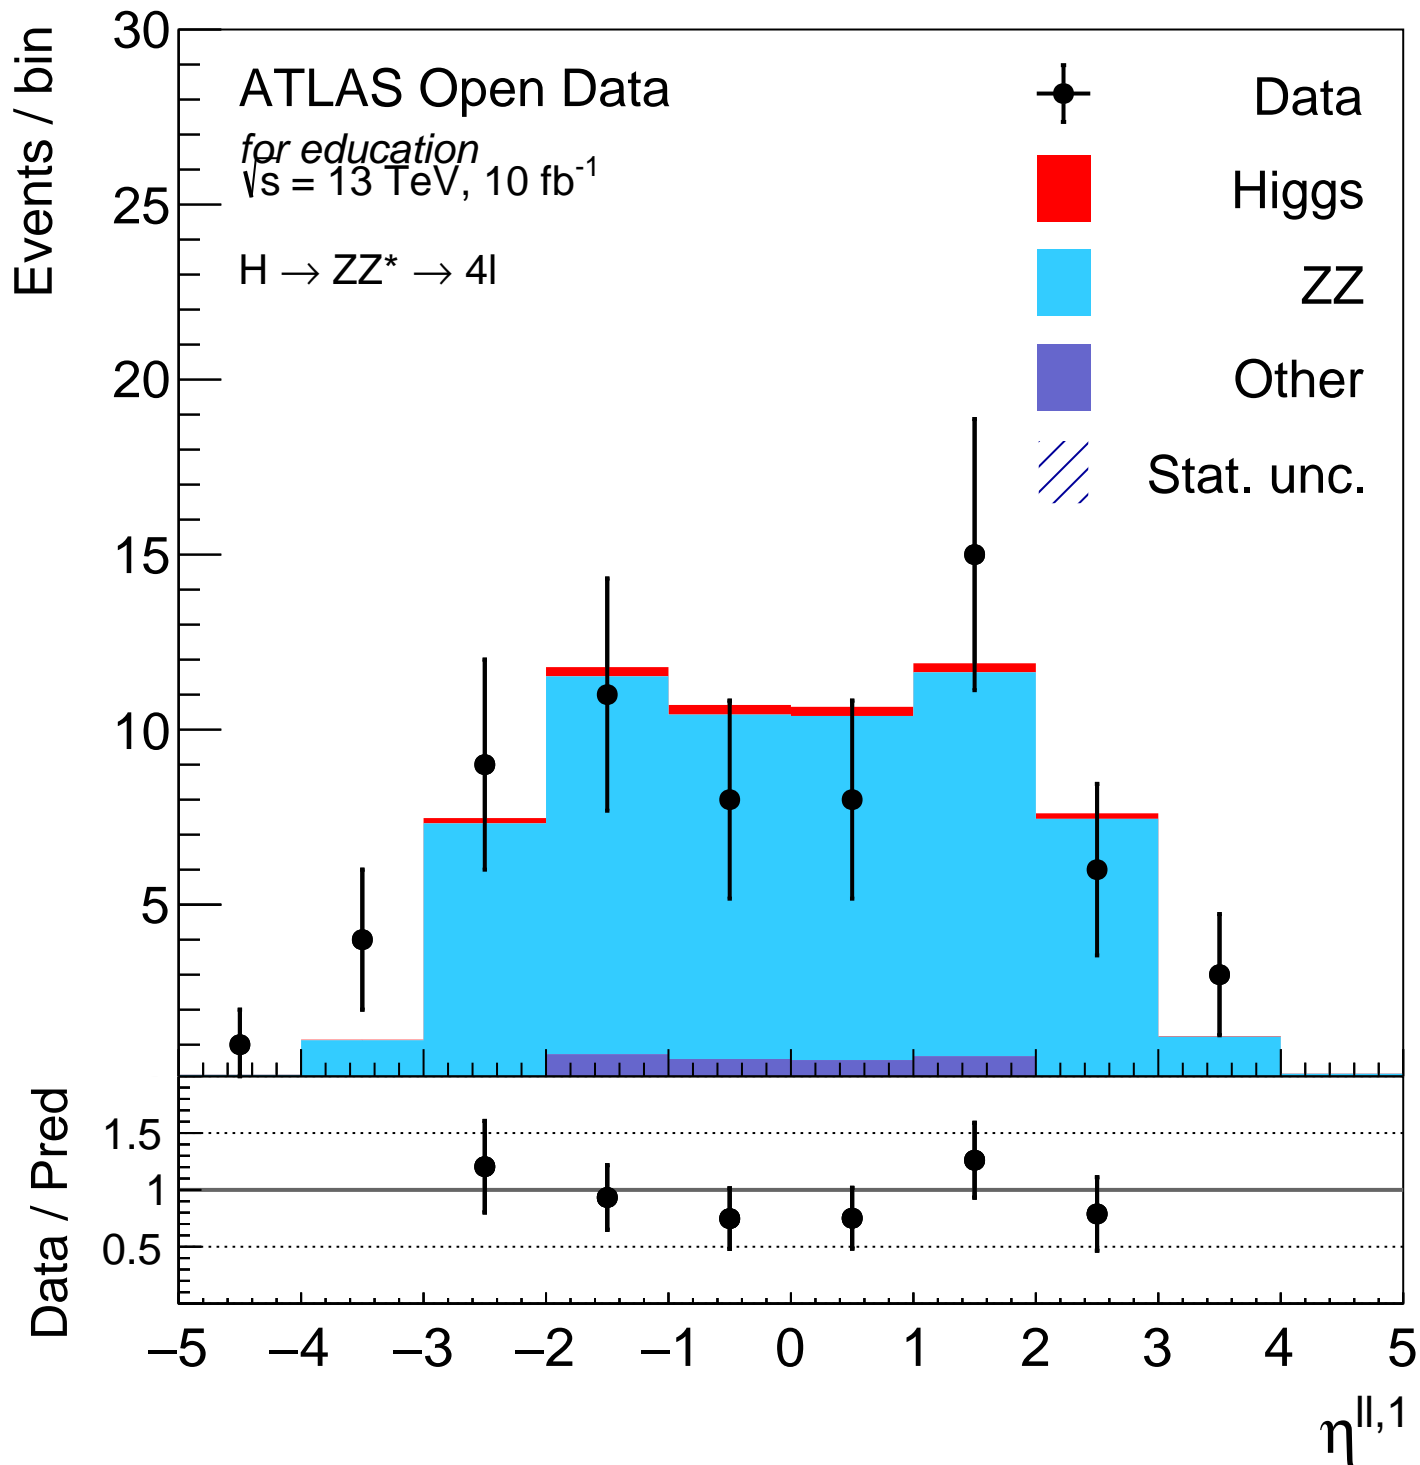 Events / bin
30
25
20
15
10
5
ATLAS Open Data
for education
√s = 13 TeV, 10 fb⁻¹
H → ZZ* → 4l
Data
Higgs
ZZ
Other
Stat. unc.
Data / Pred
1.5
1
0.5
−5 −4 −3 −2 −1 0 1 2 3 4 5
η^ll,1